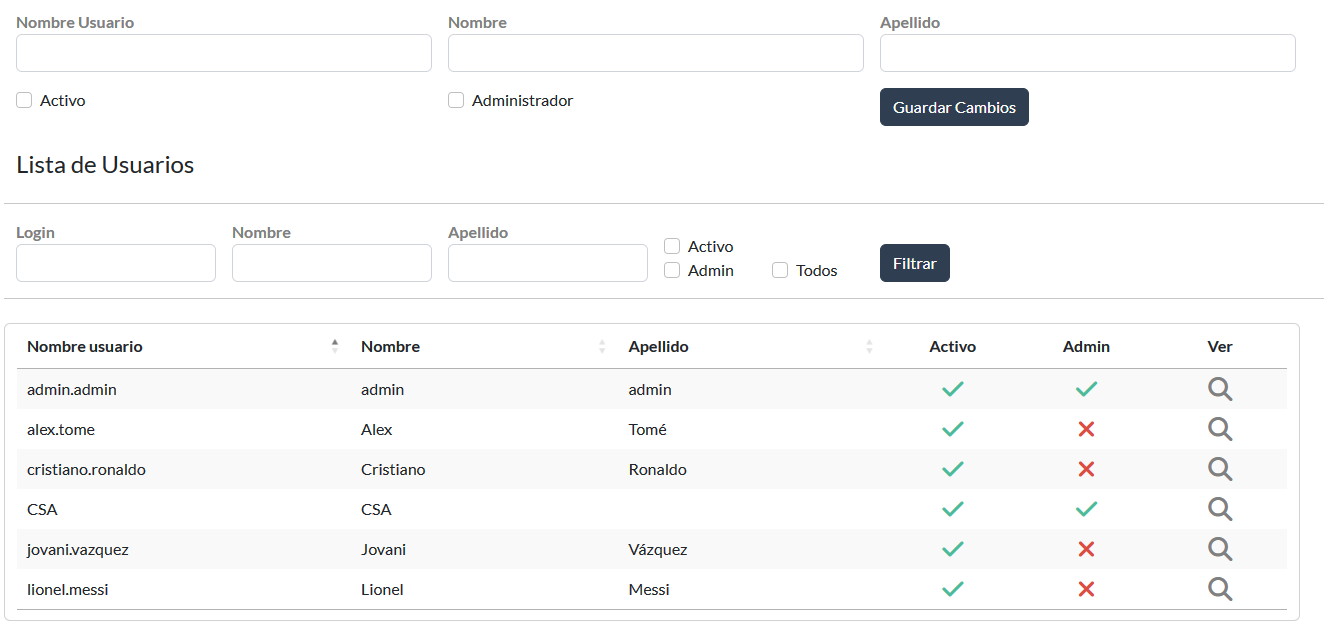 Nombre Usuario Nombre Apellido
Activo Administrador Guardar Cambios
Lista de Usuarios
Login Nombre Apellido
Activo
Admin Todos Filtrar
Nombre usuario Nombre Apellido Activo Admin Ver
admin.admin admin admin
alex.tome Alex Tomé
cristiano.ronaldo Cristiano Ronaldo
CSA CSA
jovani.vazquez Jovani Vázquez
lionel.messi Lionel Messi